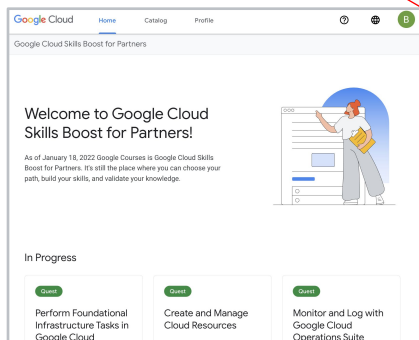 Google Cloud Home Catalog Profile B
Google Cloud Skills Boost for Partners
Welcome to Google Cloud
Skills Boost for Partners!
As of January 18, 2022 Google Courses is Google Cloud Skills
Boost for Partners. It's still the place where you can choose your
path, build your skills, and validate your knowledge.
In Progress
Quest
Perform Foundational
Infrastructure Tasks in
Google Cloud
Quest
Create and Manage
Cloud Resources
Quest
Monitor and Log with
Google Cloud
Operations Suite